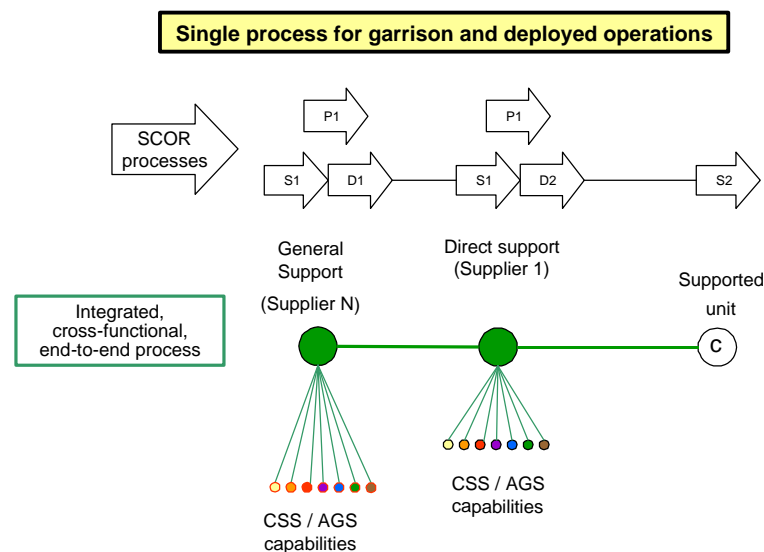 Single process for garrison and deployed operations
SCOR
processes
P1
P1
S1
D1
S1
D2
S2
General
Support
(Supplier N)
Direct support
(Supplier 1)
Supported
unit
Integrated,
cross-functional,
end-to-end process
C
CSS / AGS
capabilities
CSS / AGS
capabilities